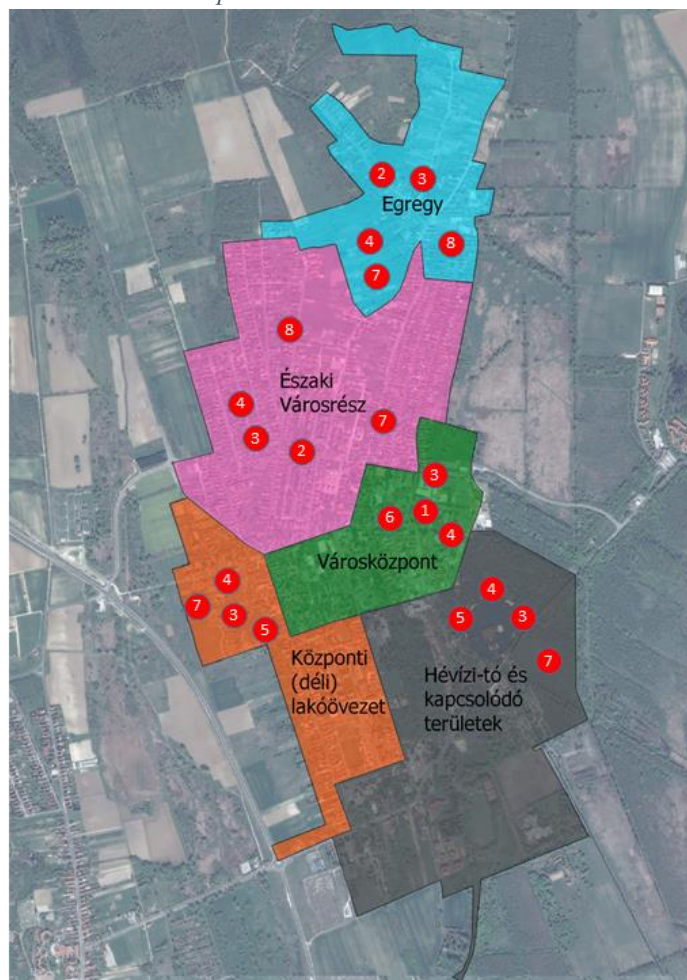 2
3
Egregy
4
8
7
8
Északi
Városrész
4
7
3
2
3
1
6
4
Városközpont
4
7
3
5
4
5
3
7
Központi
(déli)
lakóövezet
Hévízi-tó és
kapcsolódó
területek